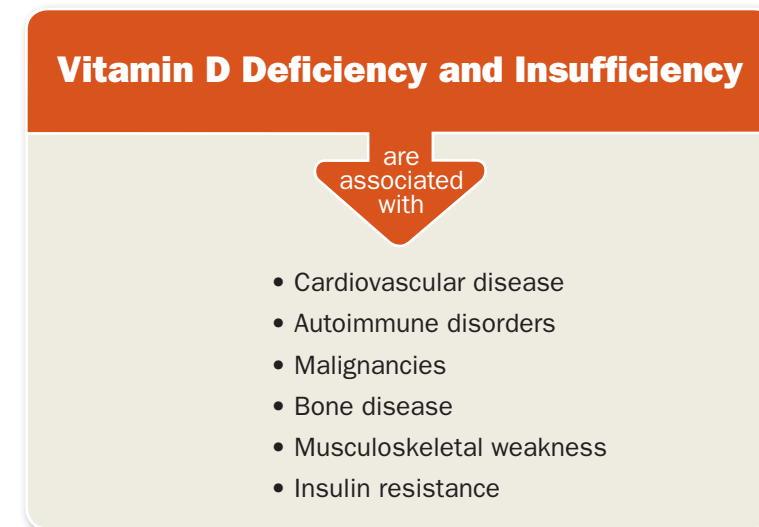 Vitamin D Deficiency and Insufficiency
are
associated
with
• Cardiovascular disease
• Autoimmune disorders
• Malignancies
• Bone disease
• Musculoskeletal weakness
• Insulin resistance